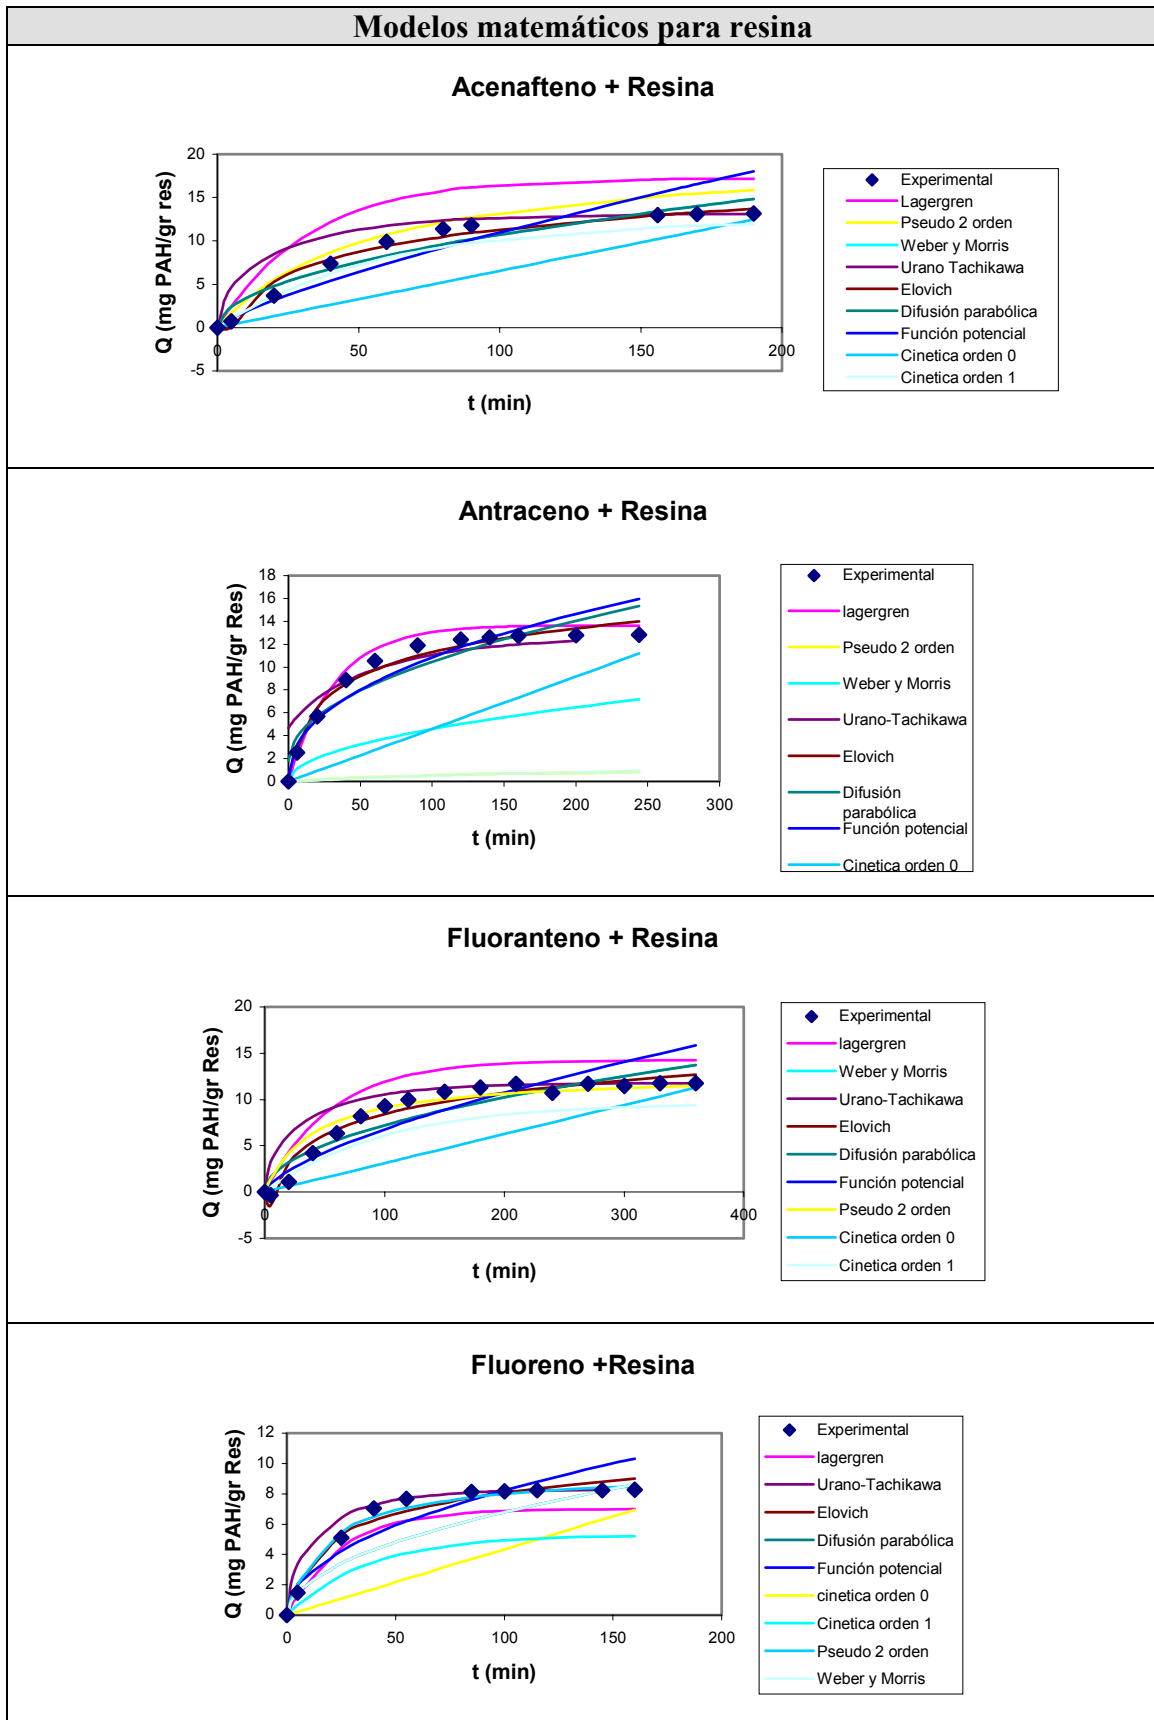 Modelos matemáticos para resina
Acenafteno + Resina
Q (mg PAH/gr res)
20
15
10
5
0
-5
0
50
100
150
200
t (min)
Experimental
Lagergren
Pseudo 2 orden
Weber y Morris
Urano Tachikawa
Elovich
Difusión parabólica
Función potencial
Cinetica orden 0
Cinetica orden 1
Antraceno + Resina
Q (mg PAH/gr Res)
18
16
14
12
10
8
6
4
2
0
0
50
100
150
200
250
300
t (min)
Experimental
lagergren
Pseudo 2 orden
Weber y Morris
Urano-Tachikawa
Elovich
Difusión
parabólica
Función potencial
Cinetica orden 0
Fluoranteno + Resina
Q (mg PAH/gr Res)
20
15
10
5
0
-5
0
100
200
300
400
t (min)
Experimental
lagergren
Weber y Morris
Urano-Tachikawa
Elovich
Difusión parabólica
Función potencial
Pseudo 2 orden
Cinetica orden 0
Cinetica orden 1
Fluoreno +Resina
Q (mg PAH/gr Res)
12
10
8
6
4
2
0
0
50
100
150
200
t (min)
Experimental
lagergren
Urano-Tachikawa
Elovich
Difusión parabólica
Función potencial
cinetica orden 0
Cinetica orden 1
Pseudo 2 orden
Weber y Morris